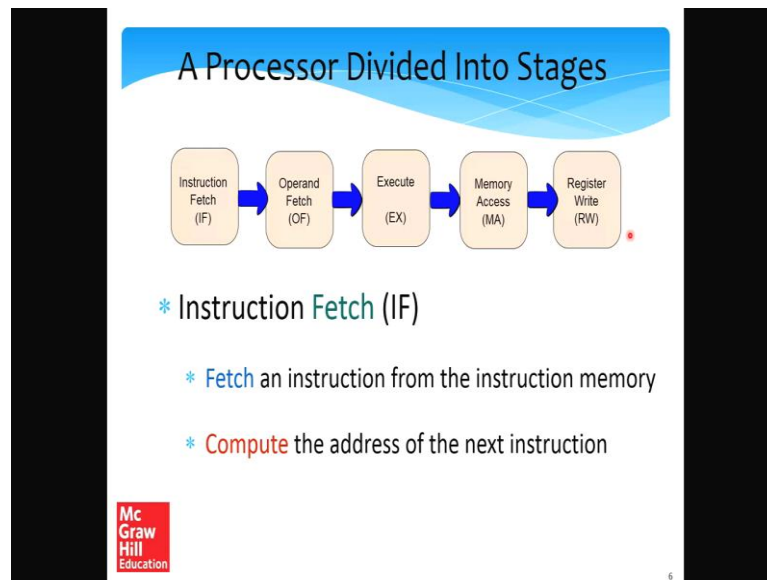 A Processor Divided Into Stages
Instruction
Fetch
(IF)
Operand
Fetch
(OF)
Execute
(EX)
Memory
Access
(MA)
Register
Write
(RW)
* Instruction Fetch (IF)
* Fetch an instruction from the instruction memory
* Compute the address of the next instruction
Mc
Graw
Hill
Education
6